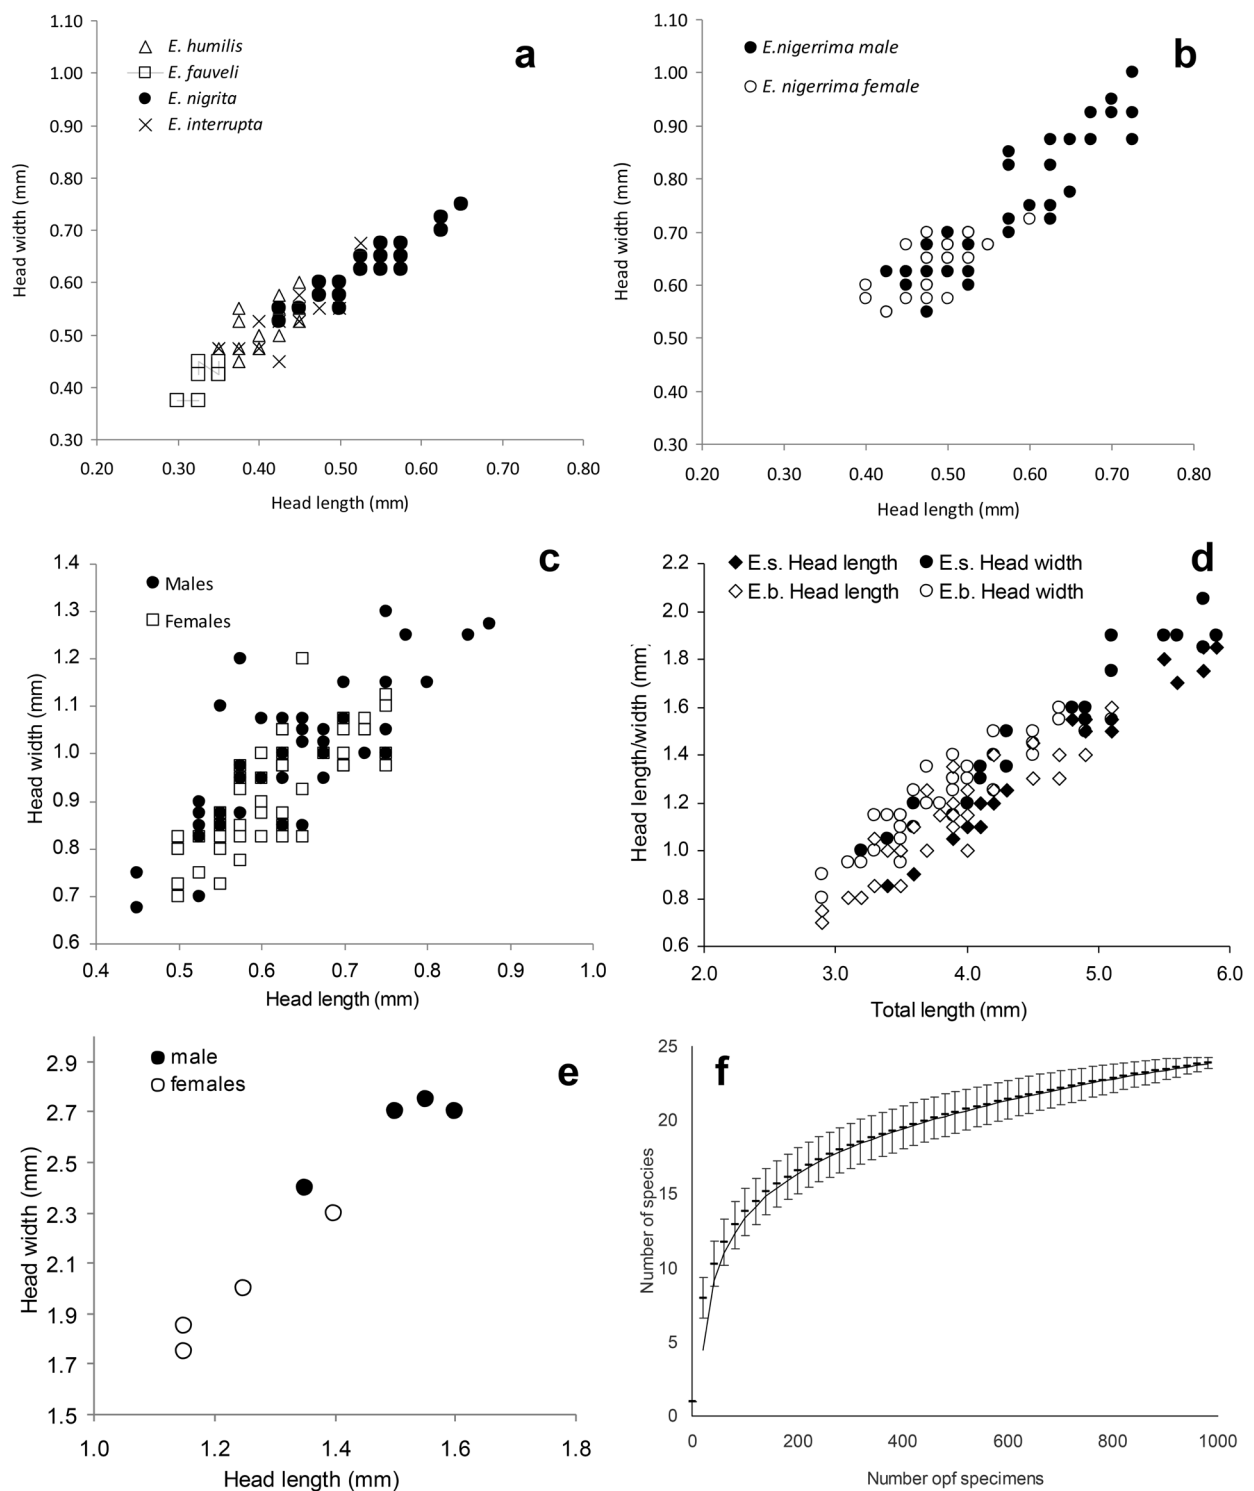 a
E. humilis
E. fauveli
E. nigrita
E. interrupta
1.10
1.00
0.90
0.80
0.70
0.60
0.50
0.40
0.30
0.20 0.30 0.40 0.50 0.60 0.70 0.80
Head width (mm)
Head length (mm)
b
E.nigerrima male
E. nigerrima female
1.10
1.00
0.90
0.80
0.70
0.60
0.50
0.40
0.30
0.20 0.30 0.40 0.50 0.60 0.70 0.80
Head width (mm)
Head length (mm)
c
Males
Females
1.4
1.3
1.2
1.1
1.0
0.9
0.8
0.7
0.6
0.4 0.5 0.6 0.7 0.8 0.9 1.0
Head width (mm)
Head length (mm)
d
E.s. Head length E.s. Head width
E.b. Head length E.b. Head width
2.2
2.0
1.8
1.6
1.4
1.2
1.0
0.8
0.6
2.0 3.0 4.0 5.0 6.0
Head length/width (mm)
Total length (mm)
e
male
females
2.9
2.7
2.5
2.3
2.1
1.9
1.7
1.5
1.0 1.2 1.4 1.6 1.8
Head width (mm)
Head length (mm)
f
25
20
15
10
5
0
0 200 400 600 800 1000
Number of species
Number opf specimens